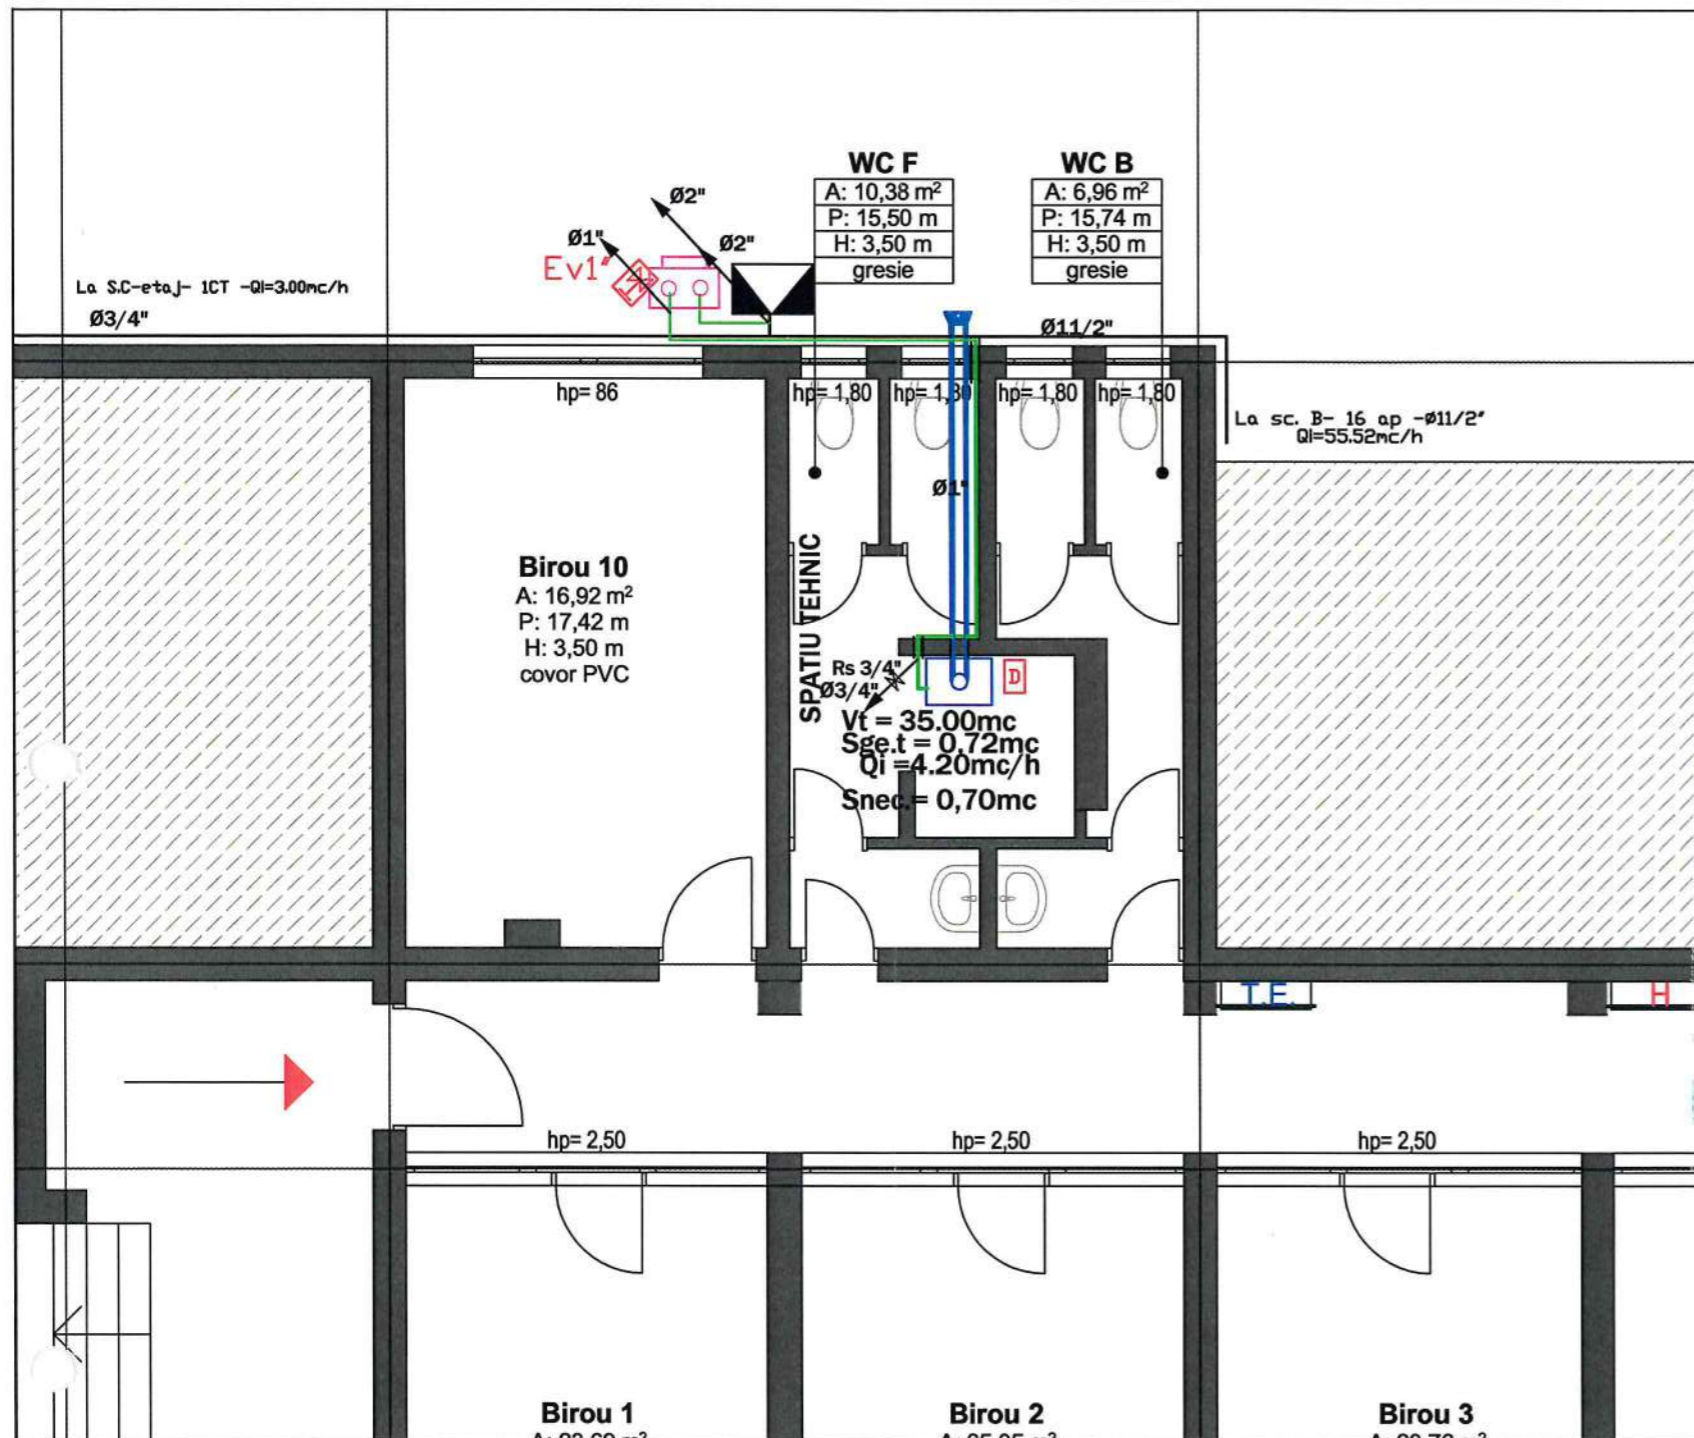 WC F
A: 10,38 m²
P: 15,50 m
H: 3,50 m
gresie
WC B
A: 6,96 m²
P: 15,74 m
H: 3,50 m
gresie
Ø2"
Ø1"
Ø2"
Ev1"
La S.C-etaj- 1CT -Qi=3.00mc/h
Ø3/4"
Ø11/2"
hp= 86
hp= 1,80
hp= 1,80
hp= 1,80
hp= 1,80
La sc. B- 16 ap -Ø11/2"
Qi=55.52mc/h
Ø1"
SPATIU TEHNIC
Birou 10
A: 16,92 m²
P: 17,42 m
H: 3,50 m
covor PVC
Rs 3/4"
Ø3/4"
D
Vt = 35.00mc
Sge.t = 0,72mc
Qi =4.20mc/h
Snec.= 0,70mc
T.E.
H
hp= 2,50
hp= 2,50
hp= 2,50
Birou 1
Birou 2
Birou 3